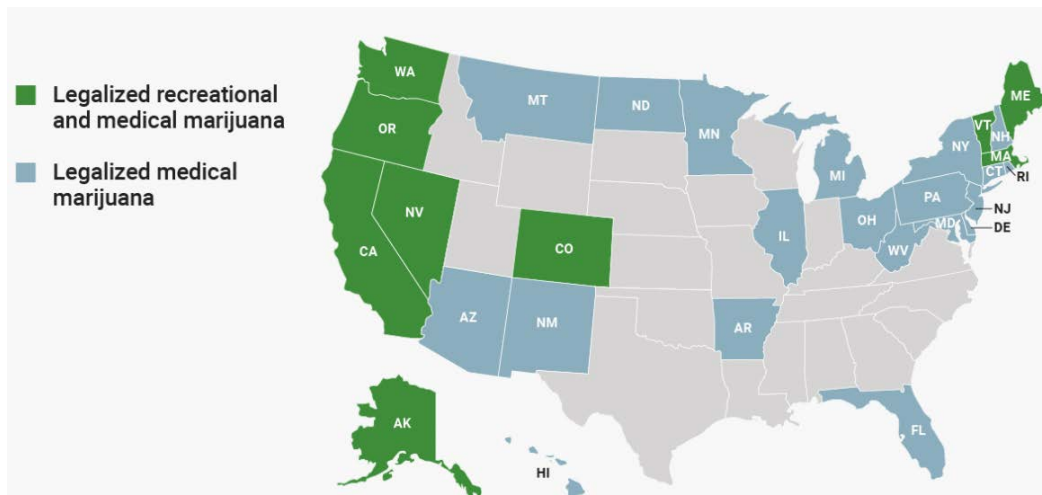 Legalized recreational
and medical marijuana
Legalized medical
marijuana
WA
OR
CA
NV
AK
MT
ND
MN
CO
AZ
NM
HI
IL
MI
OH
AR
FL
WV
PA
NY
MD
VT
NH
ME
MA
CT
RI
NJ
DE